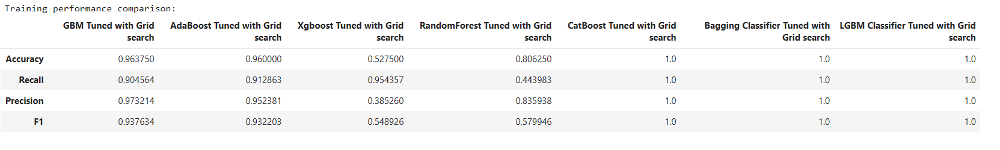 Training performance comparison:
GBM Tuned with Grid search AdaBoost Tuned with Grid search Xgboost Tuned with Grid search RandomForest Tuned with Grid search CatBoost Tuned with Grid search Bagging Classifier Tuned with Grid search LGBM Classifier Tuned with Grid search
Accuracy 0.963750 0.960000 0.527500 0.806250 1.0 1.0 1.0
Recall 0.904564 0.912863 0.954357 0.443983 1.0 1.0 1.0
Precision 0.973214 0.952381 0.385260 0.835938 1.0 1.0 1.0
F1 0.937634 0.932203 0.548926 0.579946 1.0 1.0 1.0